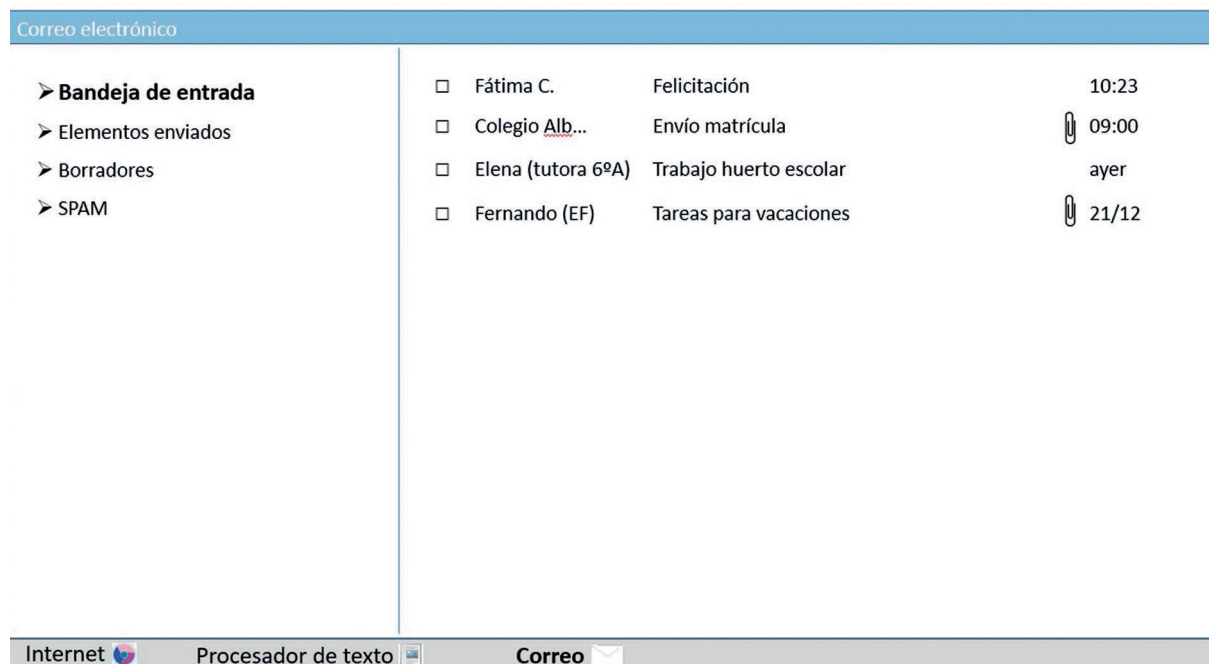 Correo electrónico
Bandeja de entrada
Elementos enviados
Borradores
SPAM
Fátima C. Felicitación 10:23
Colegio Alb... Envío matrícula 09:00
Elena (tutora 6ºA) Trabajo huerto escolar ayer
Fernando (EF) Tareas para vacaciones 21/12
Internet Procesador de texto Correo